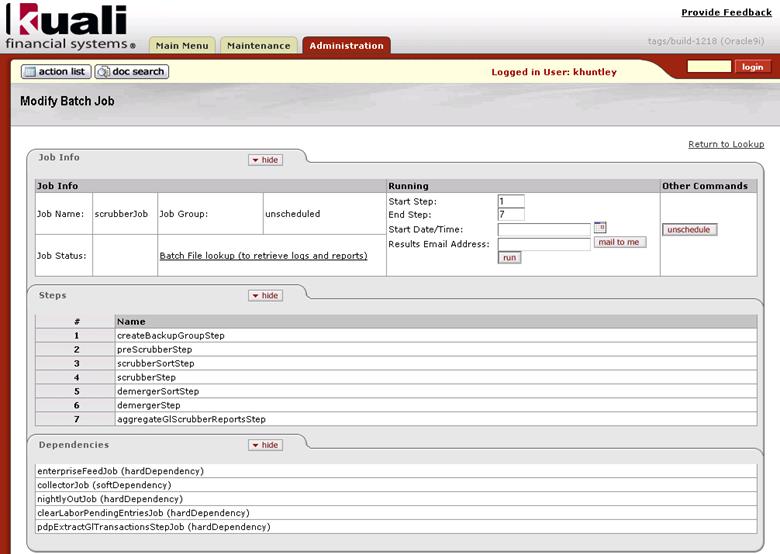 Kuali
financial systems®
Provide Feedback
Main Menu Maintenance Administration
tags/build-1218 (Oracle9i)
action list doc search
Logged in User: khuntley
login
Modify Batch Job
Return to Lookup
Job Info hide
Job Info Running Other Commands
Job Name: scrubberJob Job Group: unscheduled
Start Step: 1
End Step: 7
Start Date/Time:
Results Email Address: mail to me
run
unschedule
Job Status: Batch File lookup (to retrieve logs and reports)
Steps hide
# Name
1 createBackupGroupStep
2 preScrubberStep
3 scrubberSortStep
4 scrubberStep
5 demergerSortStep
6 demergerStep
7 aggregateGlScrubberReportsStep
Dependencies hide
enterpriseFeedJob (hardDependency)
collectorJob (softDependency)
nightlyOutJob (hardDependency)
clearLaborPendingEntriesJob (hardDependency)
pdpExtractGlTransactionsStepJob (hardDependency)